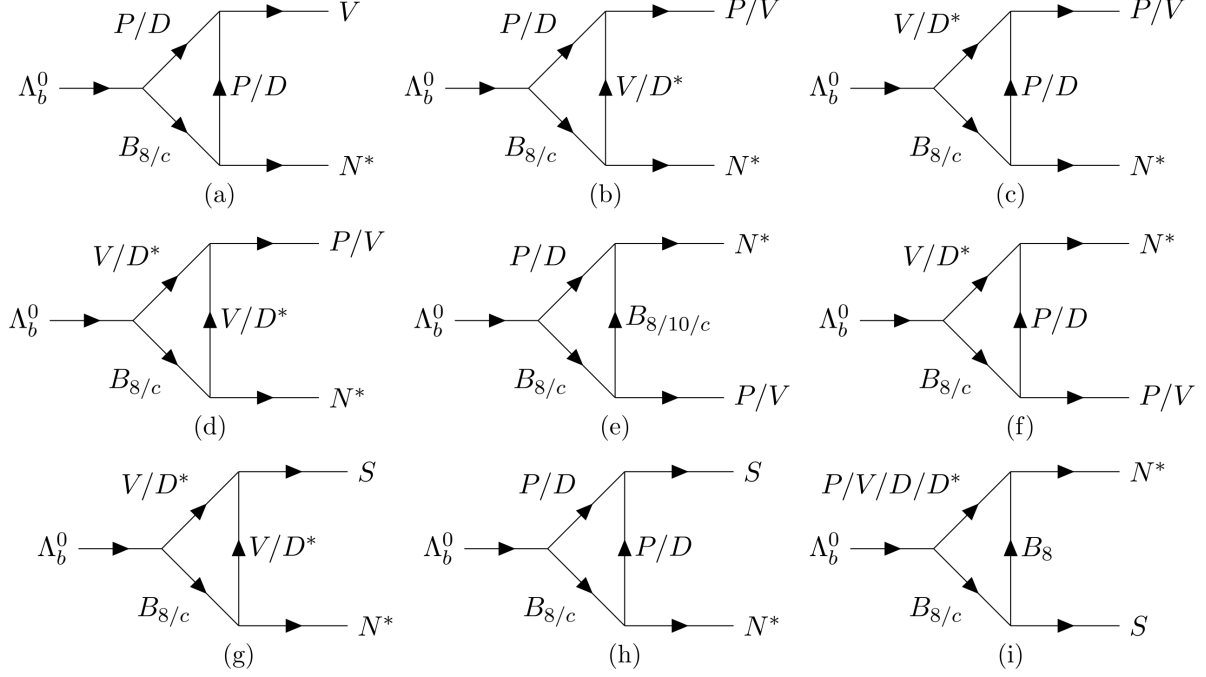 P/D V
Λ_b^0 P/D
B_{8/c} N*
(a)
P/D P/V
Λ_b^0 V/D*
B_{8/c} N*
(b)
V/D* P/V
Λ_b^0 P/D
B_{8/c} N*
(c)
V/D* P/V
Λ_b^0 V/D*
B_{8/c} N*
(d)
P/D N*
Λ_b^0 B_{8/10/c}
B_{8/c} P/V
(e)
V/D* N*
Λ_b^0 P/D
B_{8/c} P/V
(f)
V/D* S
Λ_b^0 V/D*
B_{8/c} N*
(g)
P/D S
Λ_b^0 P/D
B_{8/c} N*
(h)
P/V/D/D* N*
Λ_b^0 B_8
B_{8/c} S
(i)